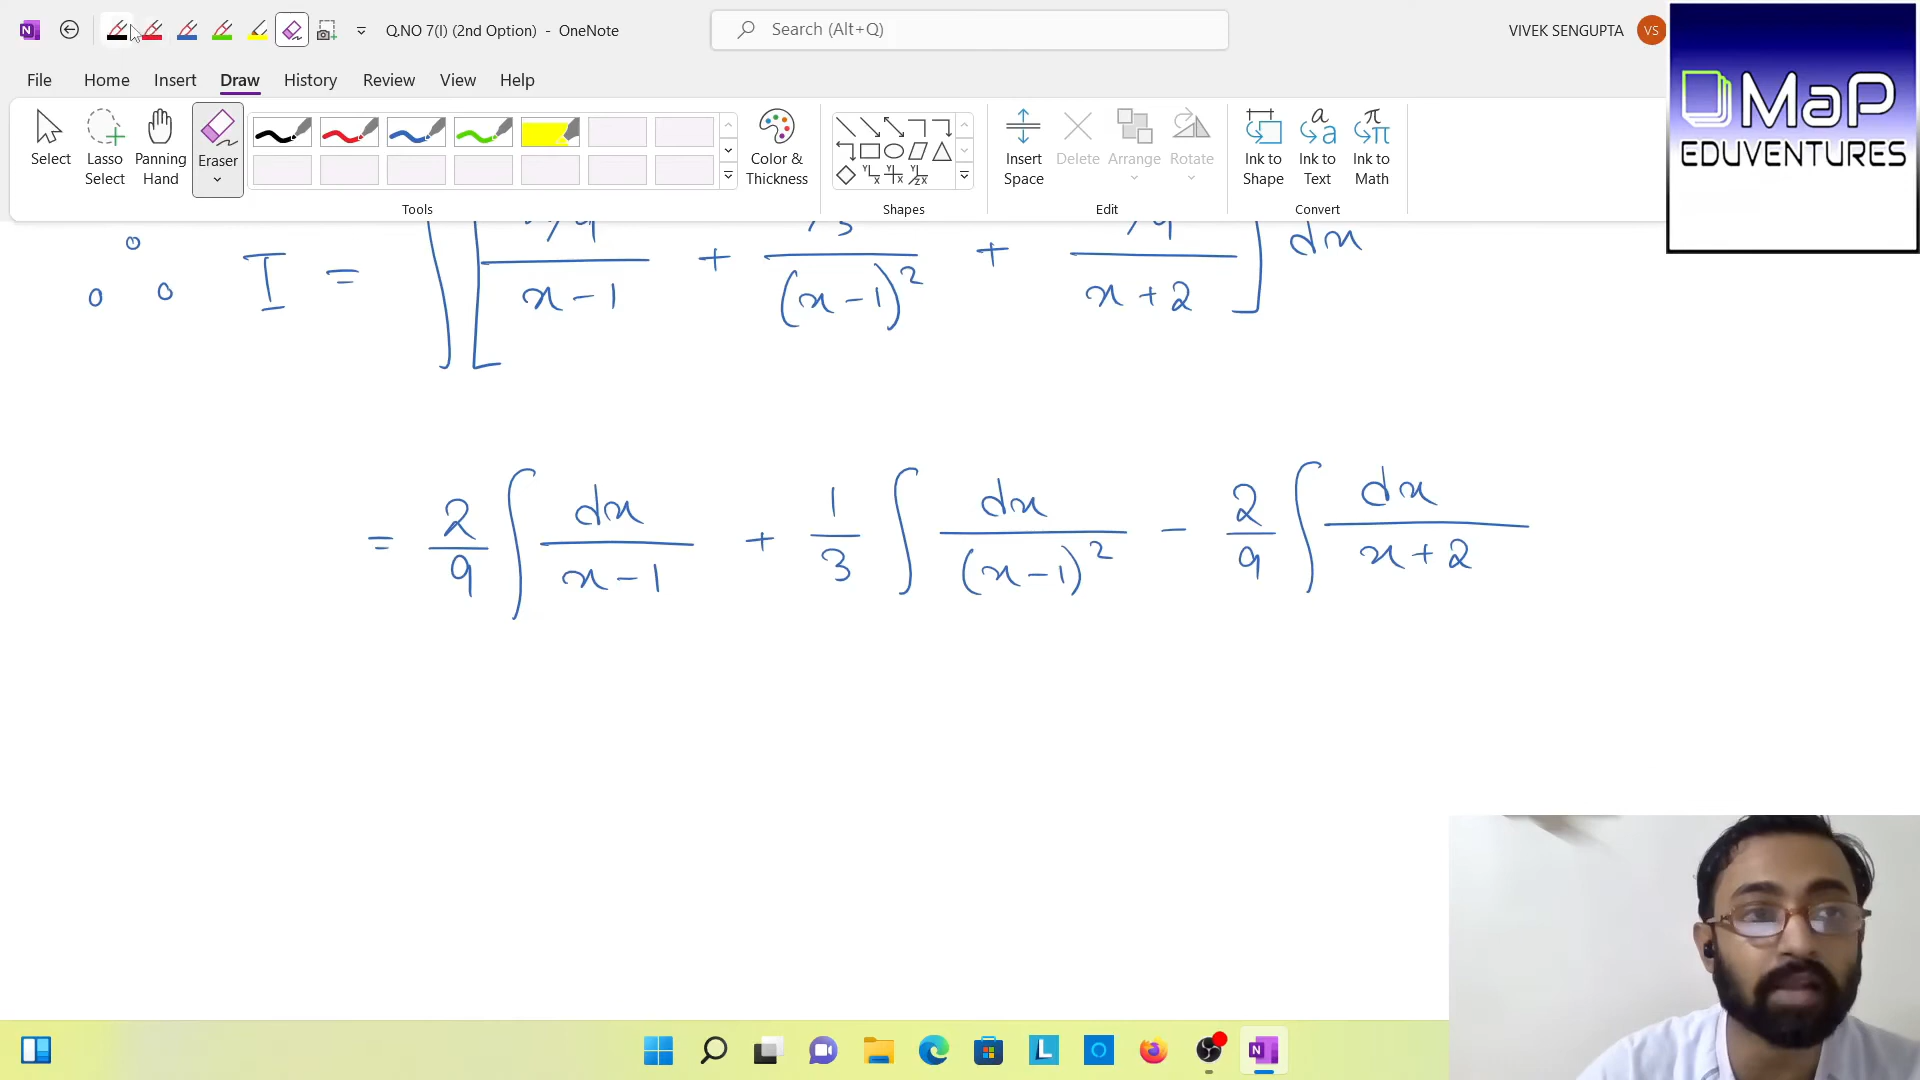 Q.NO 7(I) (2nd Option) - OneNote
Search (Alt+Q)
VIVEK SENGUPTA VS
File Home Insert Draw History Review View Help
Select
Lasso Select
Panning Hand
Eraser
Color & Thickness
Insert Space
Delete
Arrange
Rotate
Ink to Shape
Ink to Text
Ink to Math
Tools Shapes Edit Convert
MaP
EDUVENTURES
∴ I = ∫ [ /9 / (x-1) + /3 / (x-1)² + /9 / (x+2) ] dx
= 2/9 ∫ dx/(x-1) + 1/3 ∫ dx/(x-1)² - 2/9 ∫ dx/(x+2)